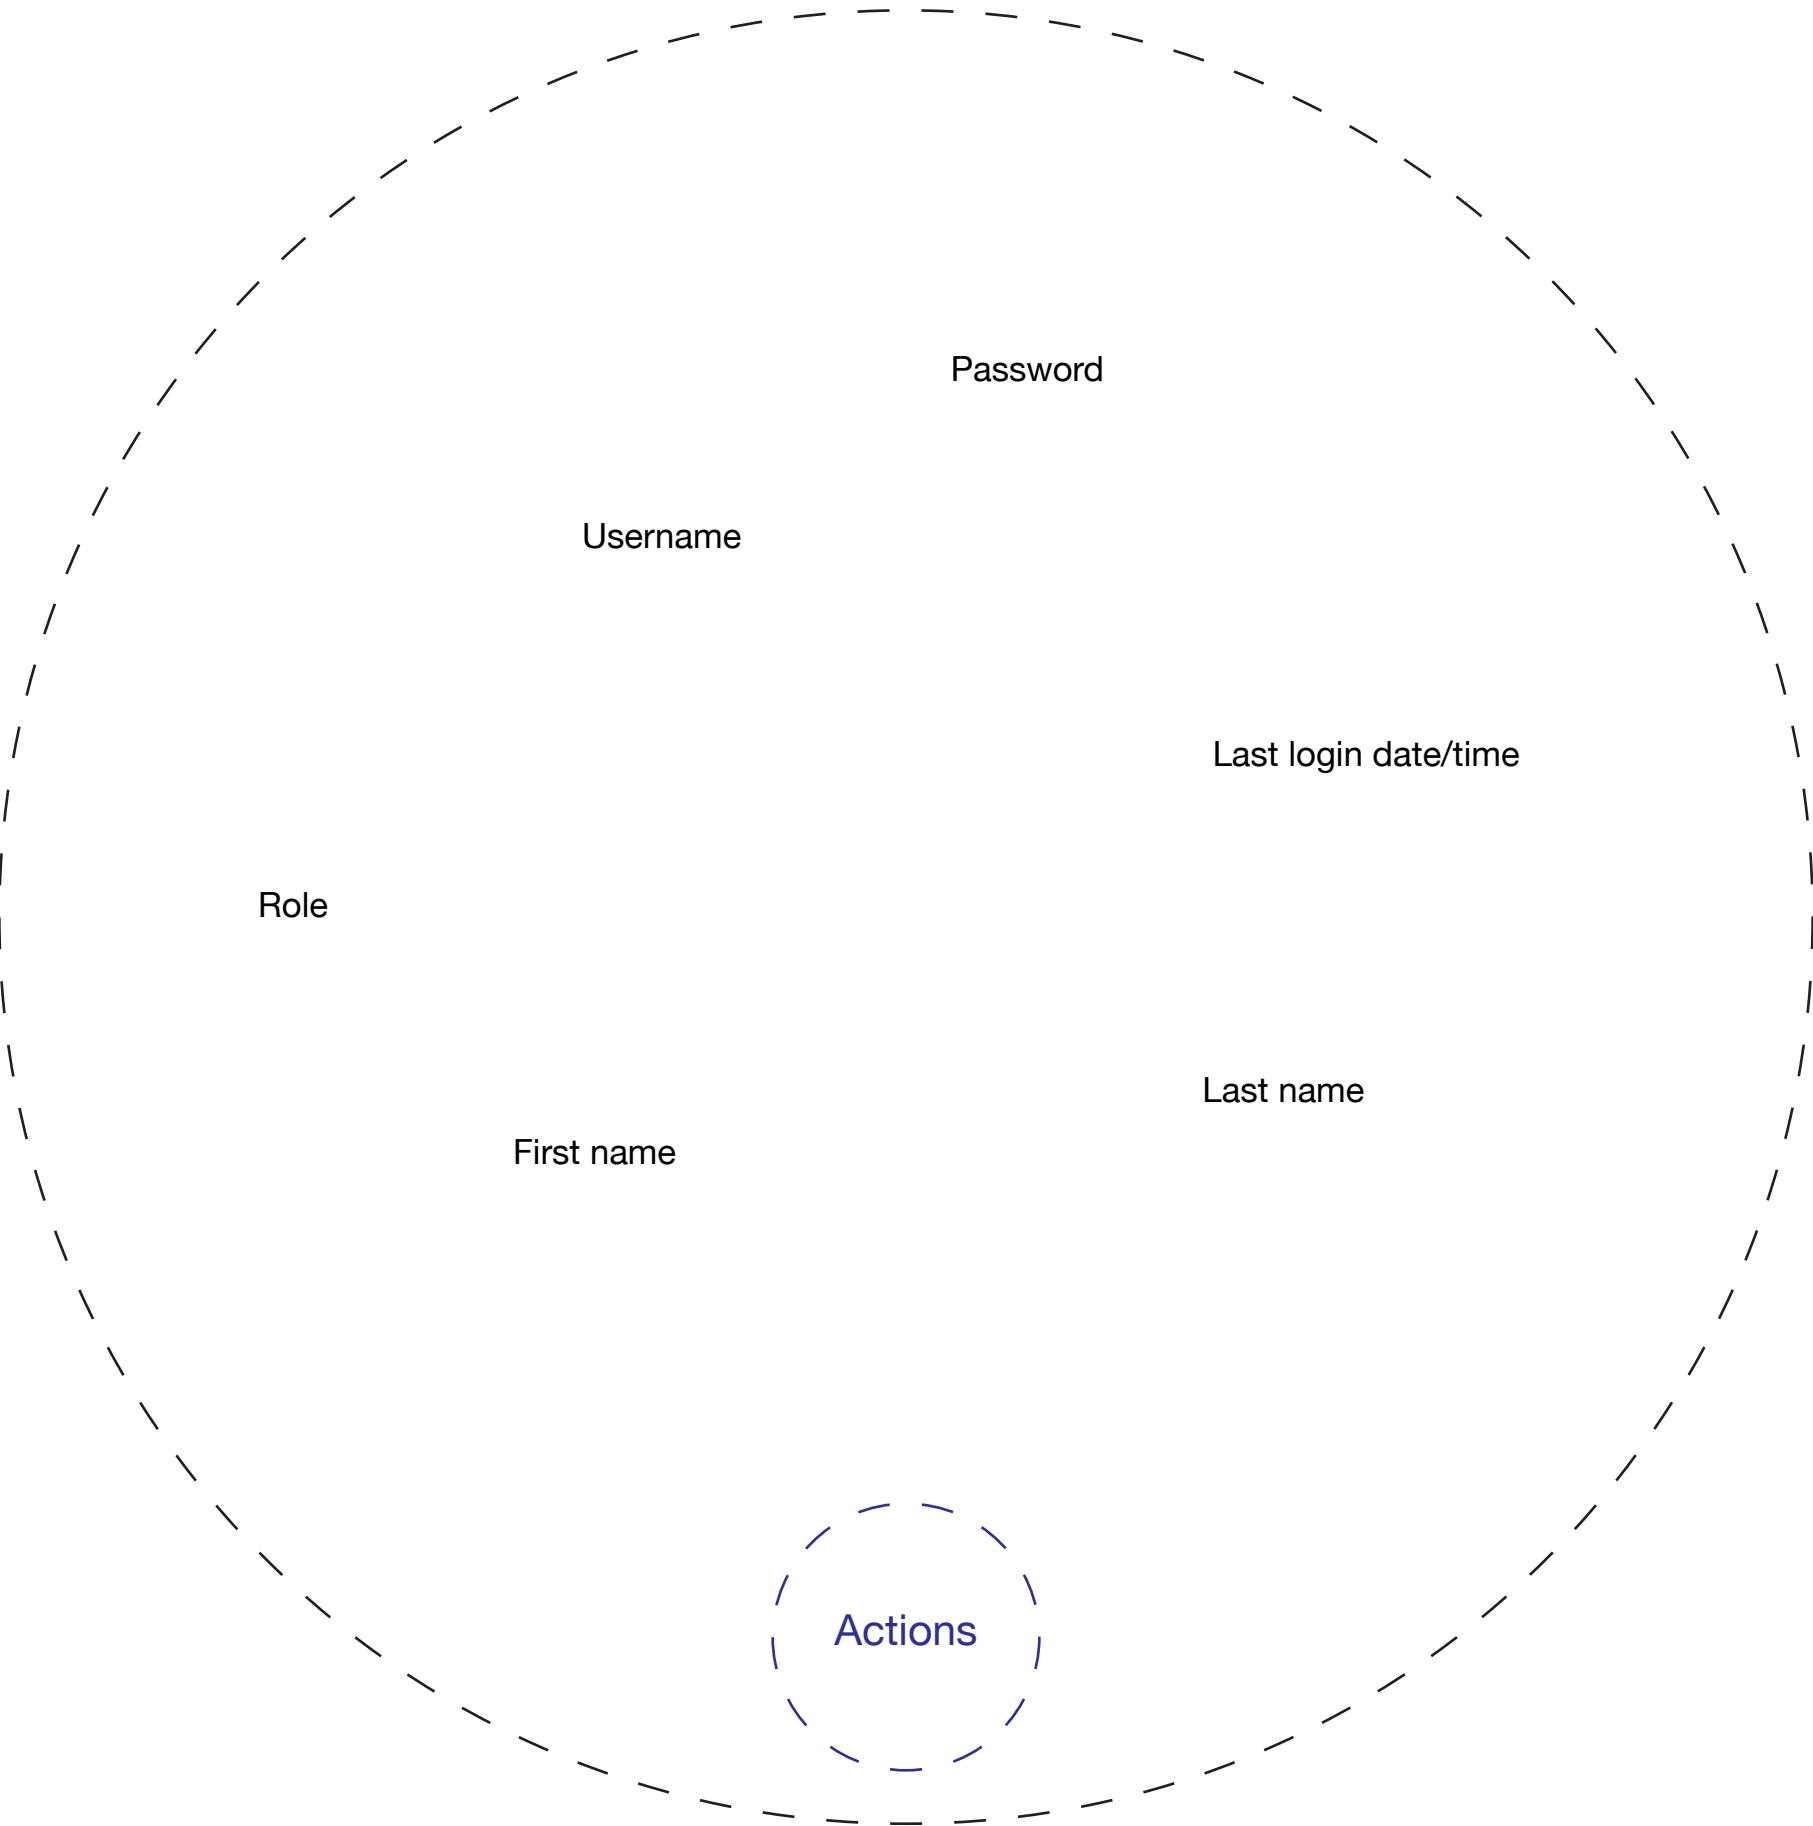 Password
Username
Last login date/time
Role
Last name
First name
Actions